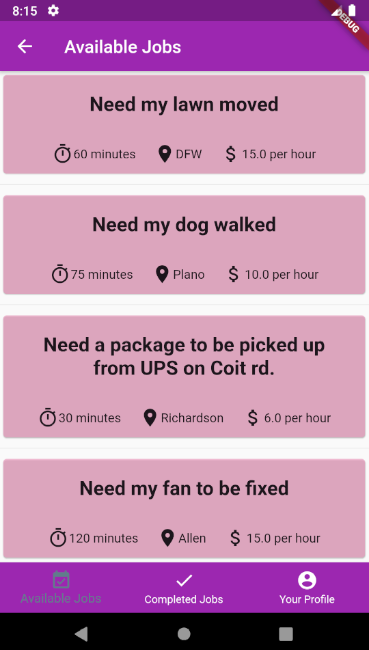 8:15
DEBUG
Available Jobs
Need my lawn moved
60 minutes DFW $ 15.0 per hour
Need my dog walked
75 minutes Plano $ 10.0 per hour
Need a package to be picked up
from UPS on Coit rd.
30 minutes Richardson $ 6.0 per hour
Need my fan to be fixed
120 minutes Allen $ 15.0 per hour
Available Jobs Completed Jobs Your Profile